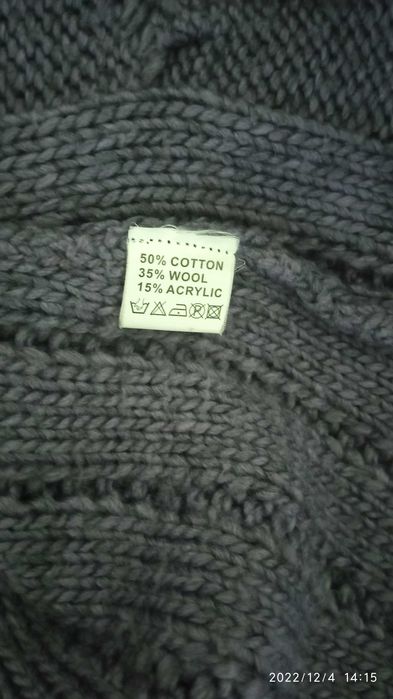 50% COTTON
35% WOOL
15% ACRYLIC
2022/12/4 14:15